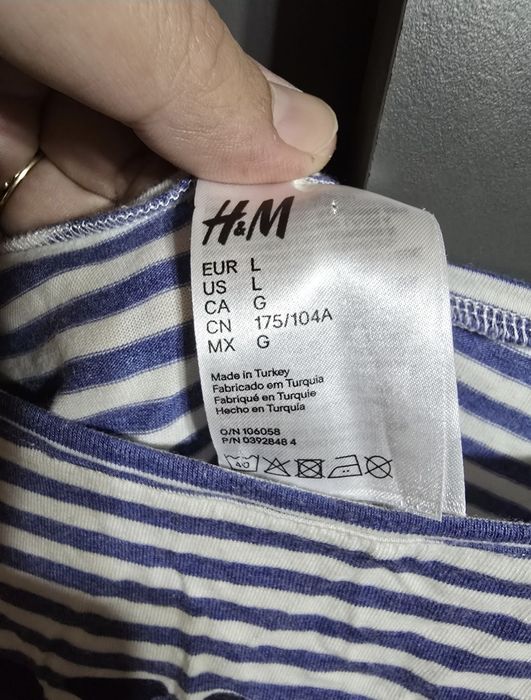 H&M
EUR L
US L
CA G
CN 175/104A
MX G
Made in Turkey
Fabricado em Turquia
Fabriqué en Turquie
Hecho en Turquía
O/N 106058
P/N 0392848 4
40